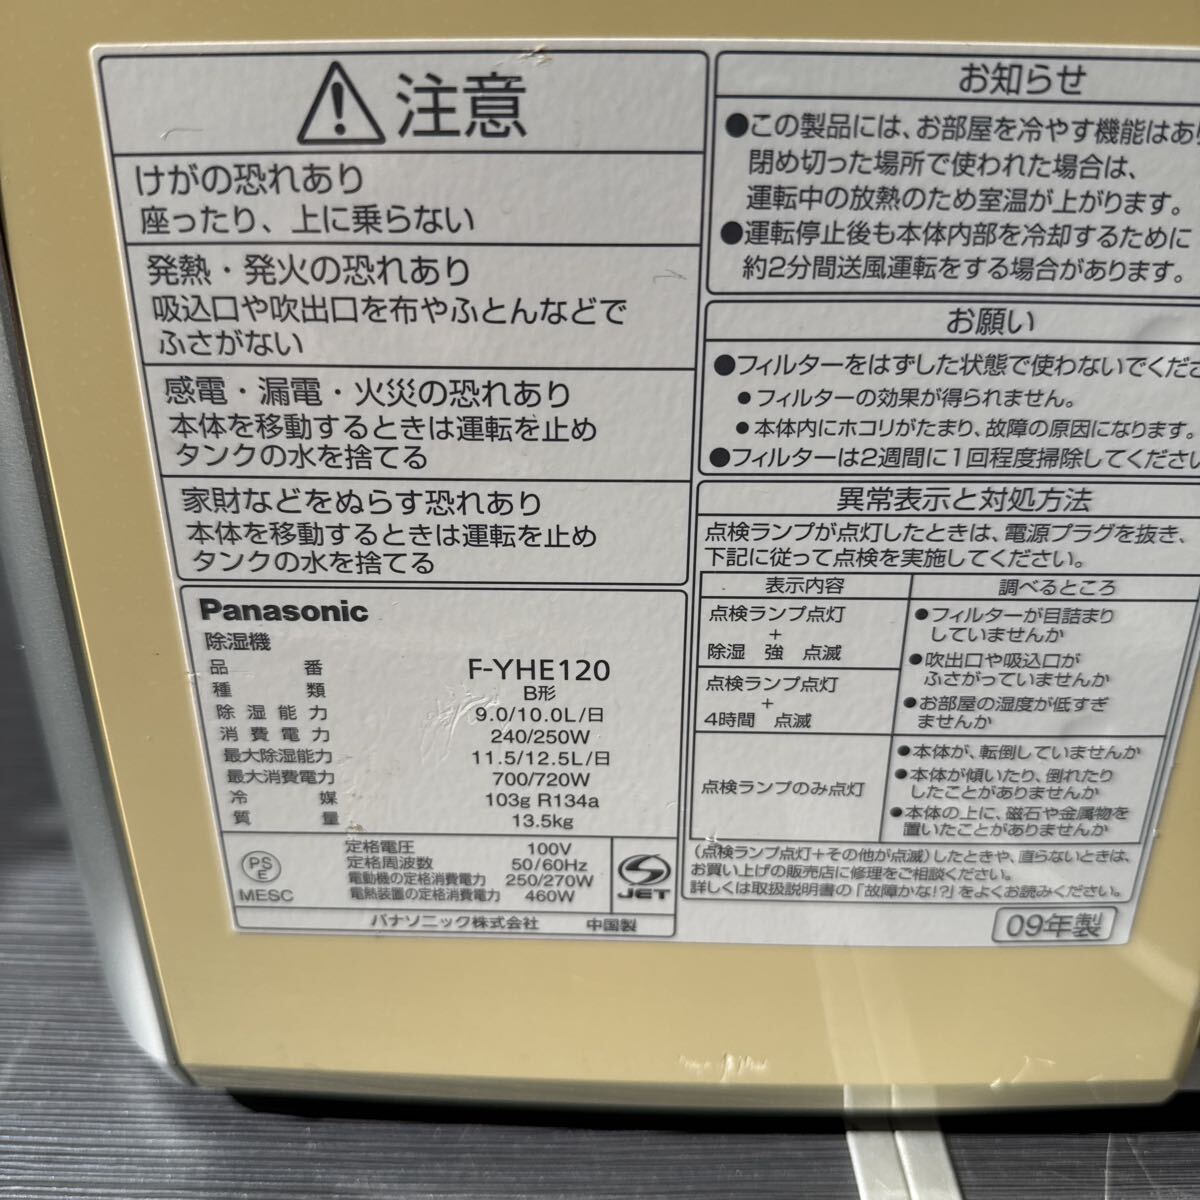 注意
けがの恐れあり
座ったり、上に乗らない
発熱・発火の恐れあり
吸込口や吹出口を布やふとんなどで
ふさがない
感電・漏電・火災の恐れあり
本体を移動するときは運転を止め
タンクの水を捨てる
家財などをぬらす恐れあり
本体を移動するときは運転を止め
タンクの水を捨てる
Panasonic
除湿機
品番 F-YHE120
種類 B形
除湿能力 9.0/10.0L/日
消費電力 240/250W
最大除湿能力 11.5/12.5L/日
最大消費電力 700/720W
冷媒 103g R134a
質量 13.5kg
PS
E
MESC
定格電圧 100V
定格周波数 50/60Hz
電動機の定格消費電力 250/270W
電熱装置の定格消費電力 460W
JET
パナソニック株式会社 中国製
お知らせ
●この製品には、お部屋を冷やす機能はあり
閉め切った場所で使われた場合は、
運転中の放熱のため室温が上がります。
●運転停止後も本体内部を冷却するために
約2分間送風運転をする場合があります。
お願い
●フィルターをはずした状態で使わないでくださ
●フィルターの効果が得られません。
●本体内にホコリがたまり、故障の原因になります。
●フィルターは2週間に1回程度掃除してください
異常表示と対処方法
点検ランプが点灯したときは、電源プラグを抜き、
下記に従って点検を実施してください。
表示内容 調べるところ
点検ランプ点灯
+
除湿 強 点滅
点検ランプ点灯
+
4時間 点滅
●フィルターが目詰まり
していませんか
●吹出口や吸込口が
ふさがっていませんか
●お部屋の湿度が低すぎ
ませんか
点検ランプのみ点灯
●本体が、転倒していませんか
●本体が傾いたり、倒れたり
したことがありませんか
●本体の上に、磁石や金属物を
置いたことがありませんか
(点検ランプ点灯+その他が点滅)したときや、直らないときは、
お買い上げの販売店に修理をご相談ください。
詳しくは取扱説明書の「故障かな!?」をよくお読みください。
09年製